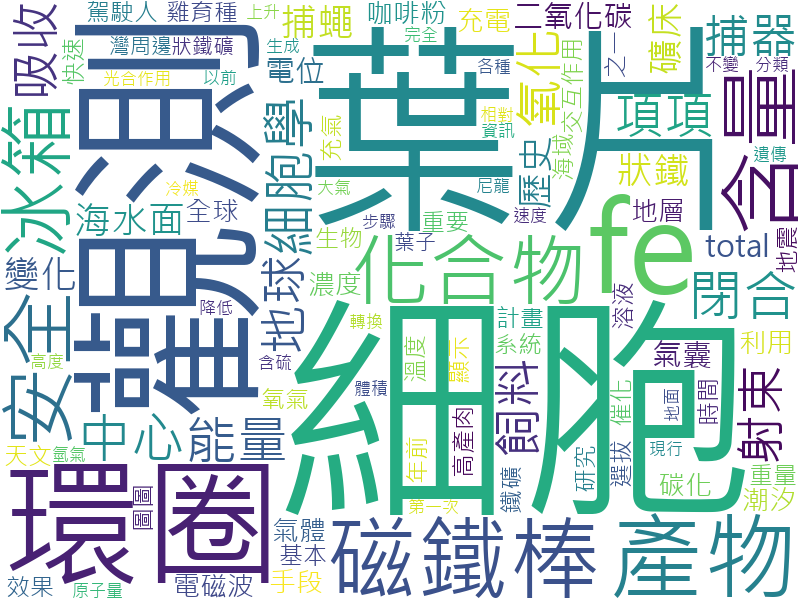 駕駛人
雞育種
上升
捕蠅
咖啡粉
充電
二氧化碳
吸收
灣周邊
狀鐵礦
快速
生成
完全
之一
礦床
捕器
光合作用
以前
電位
各種
氧化
交互作用
不變
分類
觀測
葉片
含量
冰箱
細胞學
充氣
相對
資訊
海域
項項
冷媒
大氣
尼龍
歷史
狀鐵
遺傳
海水面
全球
生物
步驟
重要
速度
地層
地震
葉子
fe
total
變化
地球
濃度
化合物
閉合
降低
含硫
轉換
細胞
計畫
溶液
利用
安全
高度
體積
溫度
顯示
系統
氣囊
射束
氧氣
飼料
催化
地面
時間
中心
能量
年前
高產肉
研究
選拔
現行
天文
氫氣
環圈
圖圖
鐵礦
碳化
重量
潮汐
第一次
氣體
基本
磁鐵棒
產物
效果
原子量
電磁波
手段